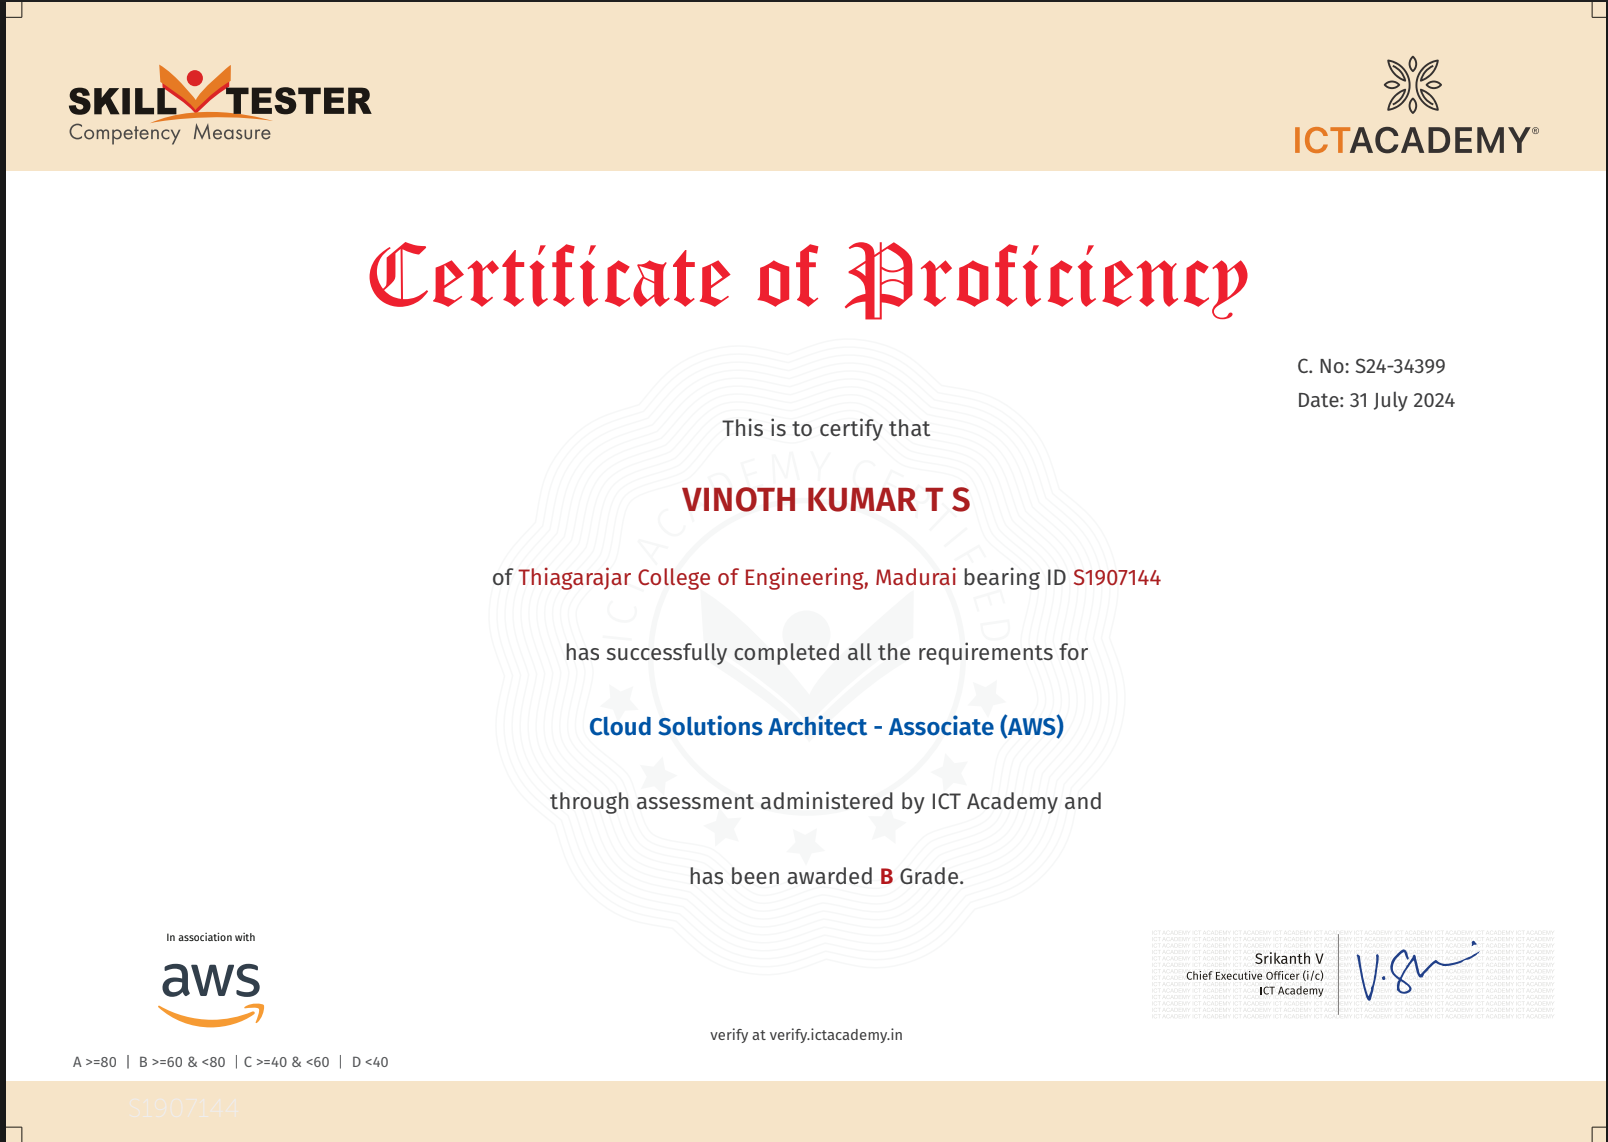 SKILL TESTER
Competency Measure
ICTACADEMY®
Certificate of Proficiency
C. No: S24-34399
Date: 31 July 2024
This is to certify that
VINOTH KUMAR T S
of Thiagarajar College of Engineering, Madurai bearing ID S1907144
has successfully completed all the requirements for
Cloud Solutions Architect - Associate (AWS)
through assessment administered by ICT Academy and
has been awarded B Grade.
ICT ACADEMY CERTIFIED
In association with
aws
Srikanth V
Chief Executive Officer (i/c)
ICT Academy
V.S
verify at verify.ictacademy.in
A >=80 | B >=60 & <80 | C >=40 & <60 | D <40
S1907144